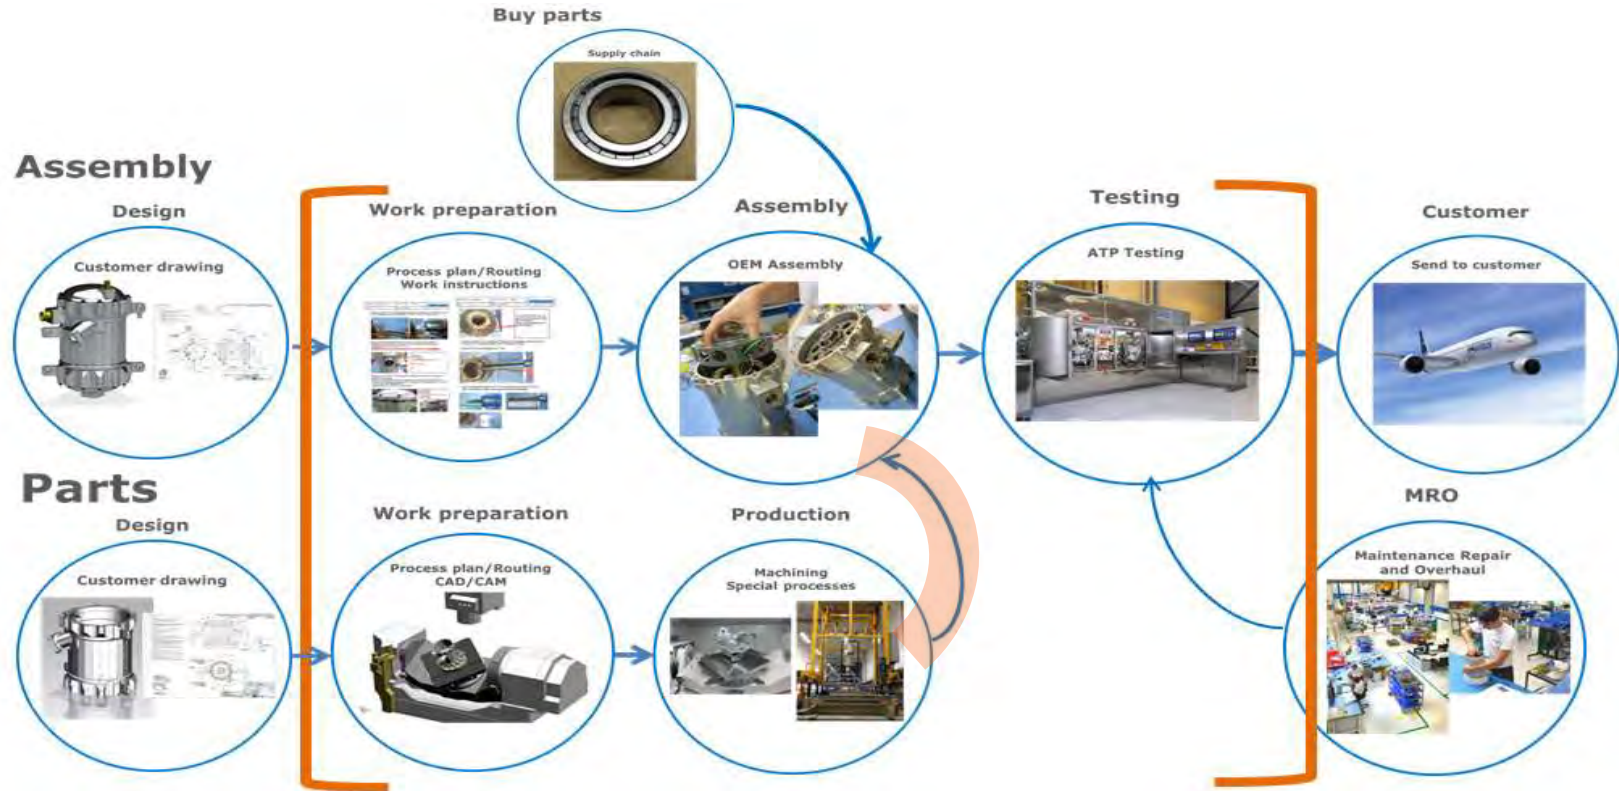 Buy parts
Supply chain
Assembly
Design
Customer drawing
Work preparation
Process plan/Routing
Work instructions
Assembly
OEM Assembly
Testing
ATP Testing
Customer
Send to customer
Parts
Design
Customer drawing
Work preparation
Process plan/Routing
CAD/CAM
Production
Machining
Special processes
MRO
Maintenance Repair
and Overhaul